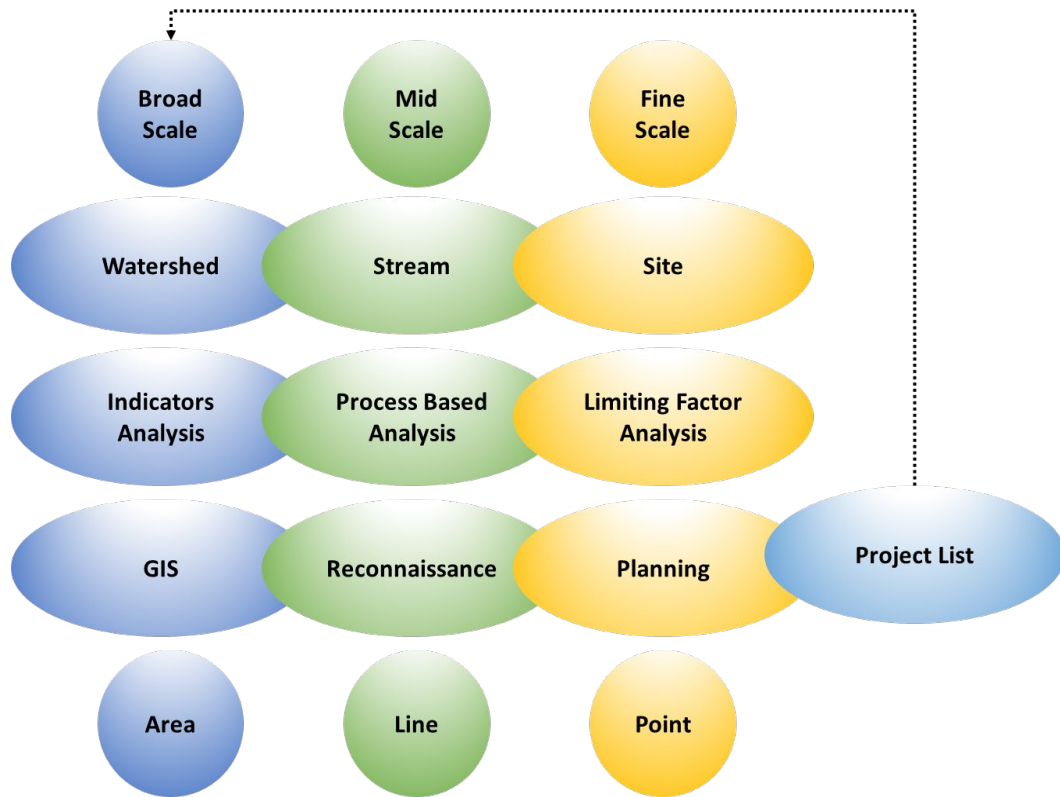 Broad
Scale
Mid
Scale
Fine
Scale
Watershed
Stream
Site
Indicators
Analysis
Process Based
Analysis
Limiting Factor
Analysis
GIS
Reconnaissance
Planning
Project List
Area
Line
Point